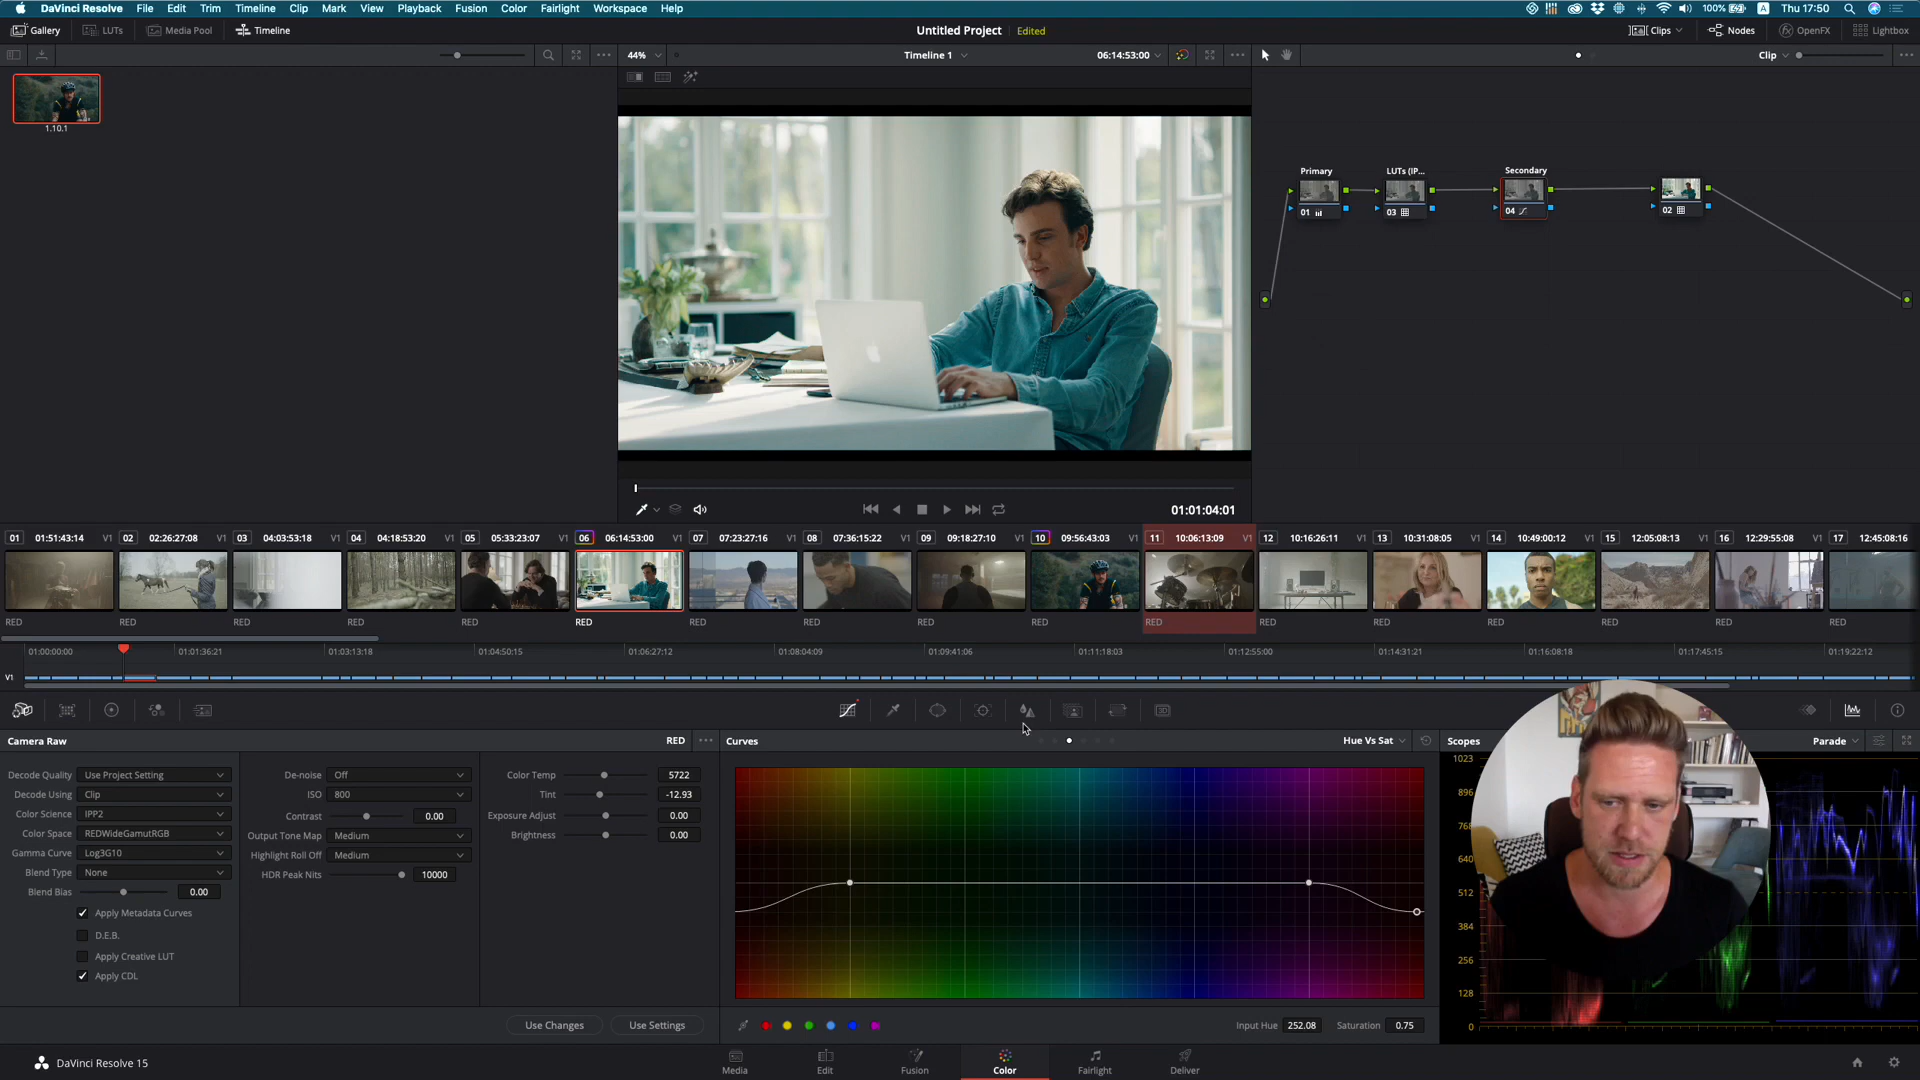 DaVinci Resolve File Edit Trim Timeline Clip Mark View Playback Fusion Color Fairlight Workspace Help
100% A Thu 17:50
Gallery LUTs Media Pool Timeline
Untitled Project Edited
Clips Nodes OpenFX Lightbox
44% Timeline 1 06:14:53:00
Clip
1.10.1
Primary LUTs (IP... Secondary
01 03 04 02
01:01:04:01
01 01:51:43:14 V1 02 02:26:27:08 V1 03 04:03:53:18 V1 04 04:18:53:20 V1 05 05:33:23:07 V1 06 06:14:53:00 V1 07 07:23:27:16 V1 08 07:36:15:22 V1 09 09:18:27:10 V1 10 09:56:43:03 V1 11 10:06:13:09 V1 12 10:16:26:11 V1 13 10:31:08:05 V1 14 10:49:00:12 V1 15 12:05:08:13 V1 16 12:29:55:08 V1 17 12:45:08:16
RED RED RED RED RED RED RED RED RED RED RED RED RED RED RED RED RED
01:00:00:00 01:01:36:21 01:03:13:18 01:04:50:15 01:06:27:12 01:08:04:09 01:09:41:06 01:11:18:03 01:12:55:00 01:14:31:21 01:16:08:18 01:17:45:15 01:19:22:12
V1
3D
Camera Raw RED
Curves Hue Vs Sat
Scopes Parade
Decode Quality Use Project Setting
Decode Using Clip
Color Science IPP2
Color Space REDWideGamutRGB
Gamma Curve Log3G10
Blend Type None
Blend Bias 0.00
Apply Metadata Curves
D.E.B.
Apply Creative LUT
Apply CDL
De-noise Off
ISO 800
Contrast 0.00
Output Tone Map Medium
Highlight Roll Off Medium
HDR Peak Nits 10000
Color Temp 5722
Tint -12.93
Exposure Adjust 0.00
Brightness 0.00
Use Changes Use Settings
Input Hue 252.08 Saturation 0.75
1023
896
768
640
512
384
256
128
0
DaVinci Resolve 15
Media Edit Fusion Color Fairlight Deliver